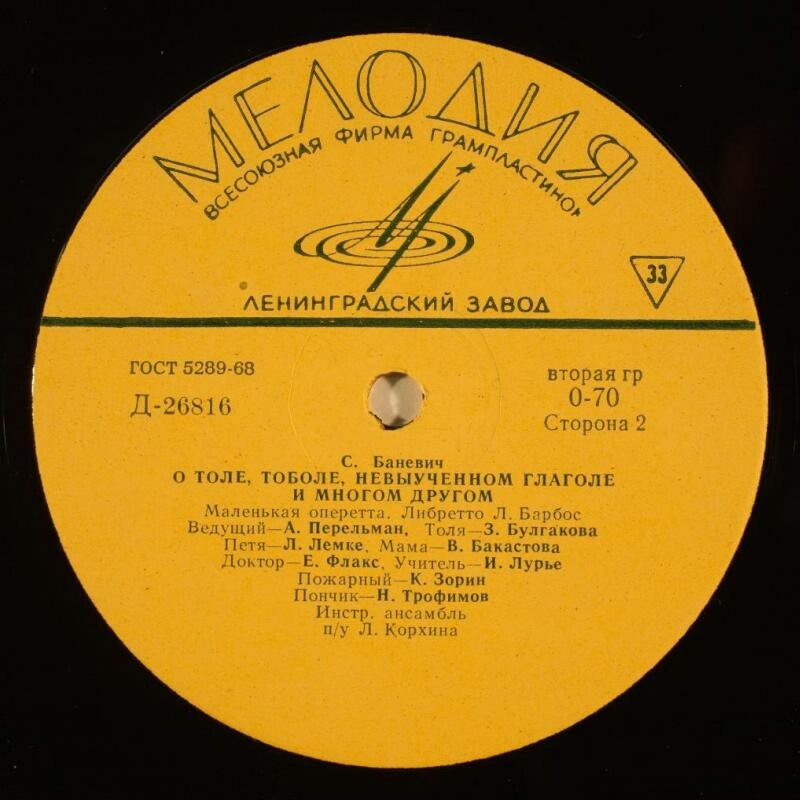 МЕЛОДИЯ
ВСЕСОЮЗНАЯ ФИРМА ГРАМПЛАСТИНОК
33
ЛЕНИНГРАДСКИЙ ЗАВОД
ГОСТ 5289-68
Д-26816
вторая гр
0-70
Сторона 2
С. Баневич
О ТОЛЕ, ТОБОЛЕ, НЕВЫУЧЕННОМ ГЛАГОЛЕ
И МНОГОМ ДРУГОМ
Маленькая оперетта. Либретто Л. Барбос
Ведущий—А. Перельман, Толя—З. Булгакова
Петя—Л. Лемке, Мама—В. Бакастова
Доктор—Е. Флакс, Учитель—И. Лурье
Пожарный—К. Зорин
Пончик—Н. Трофимов
Инстр. ансамбль
п/у Л. Корхина